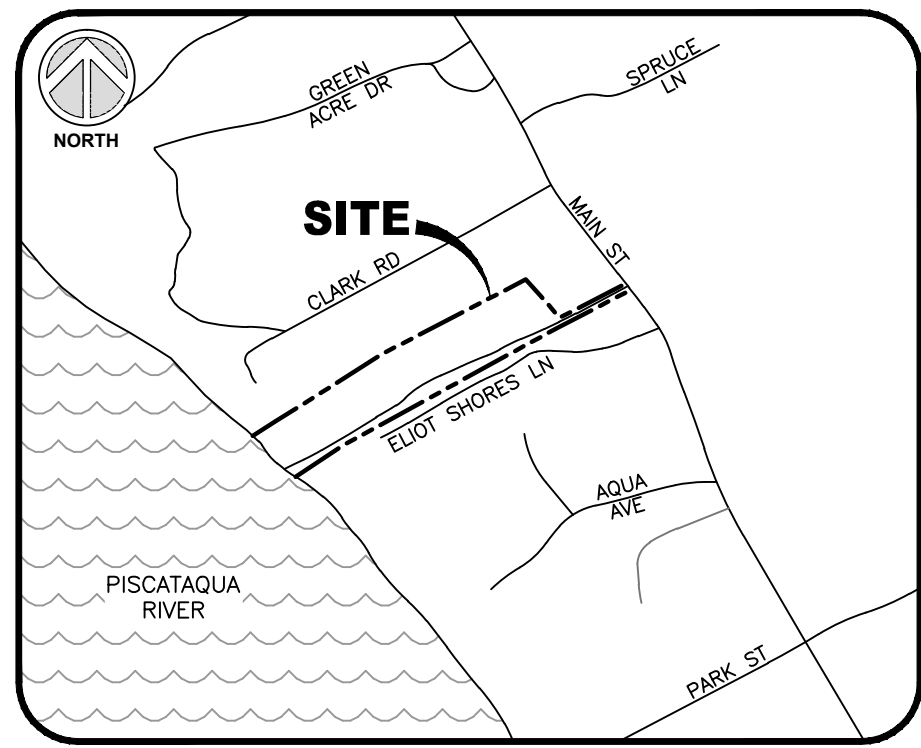 NORTH
GREEN
ACRE DR
SPRUCE
LN
SITE
MAIN ST
CLARK RD
ELIOT SHORES LN
AQUA
AVE
PISCATAQUA
RIVER
PARK ST